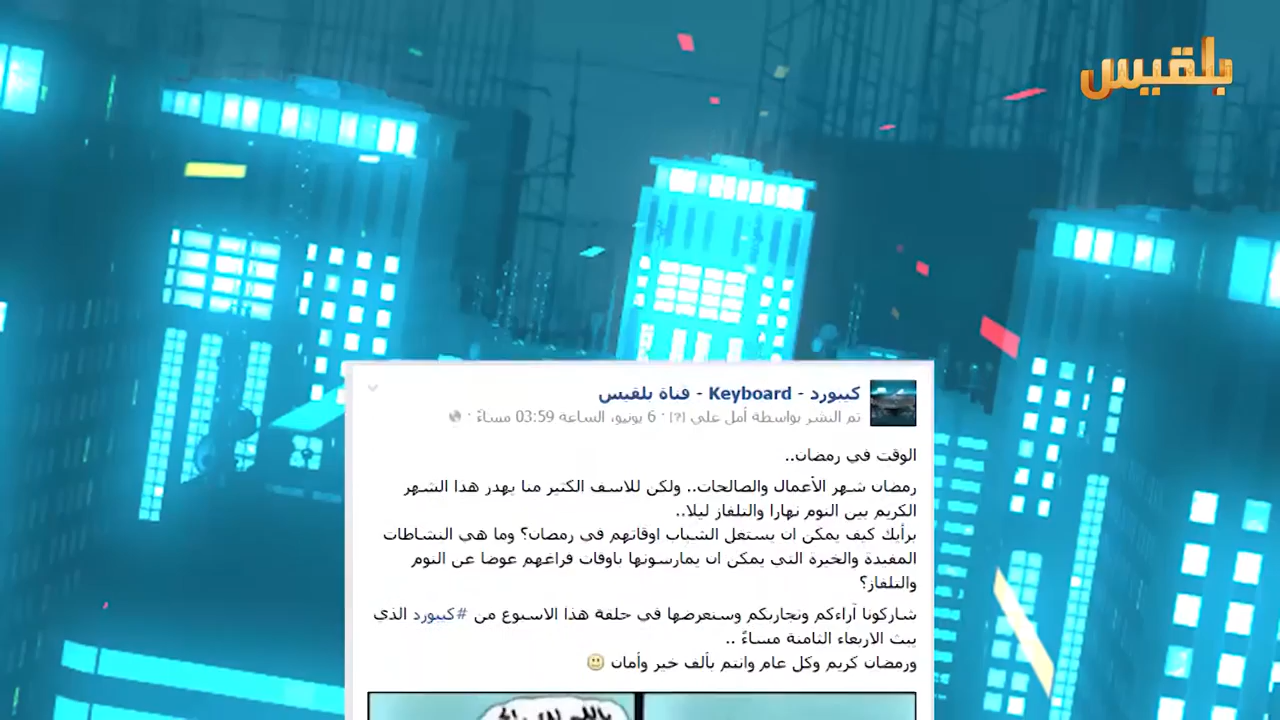 بلقيس
كيبورد - Keyboard - قناة بلقيس
تم النشر بواسطة أمل علي [?] · 6 يونيو، الساعة 03:59 مساءً ·
الوقت في رمضان..
رمضان شهر الأعمال والصالحات.. ولكن للاسف الكثير منا يهدر هذا الشهر
الكريم بين النوم نهارا والتلفاز ليلا..
برأيك كيف يمكن ان يستغل الشباب اوقاتهم في رمضان؟ وما هي النشاطات
المفيدة والخيرة التي يمكن ان يمارسونها باوقات فراغهم عوضا عن النوم
والتلفاز؟
شاركونا آراءكم وتجاربكم وسنعرضها في حلقة هذا الاسبوع من #كيبورد الذي
يبث الاربعاء الثامنة مساءً ..
ورمضان كريم وكل عام وانتم بألف خير وأمان